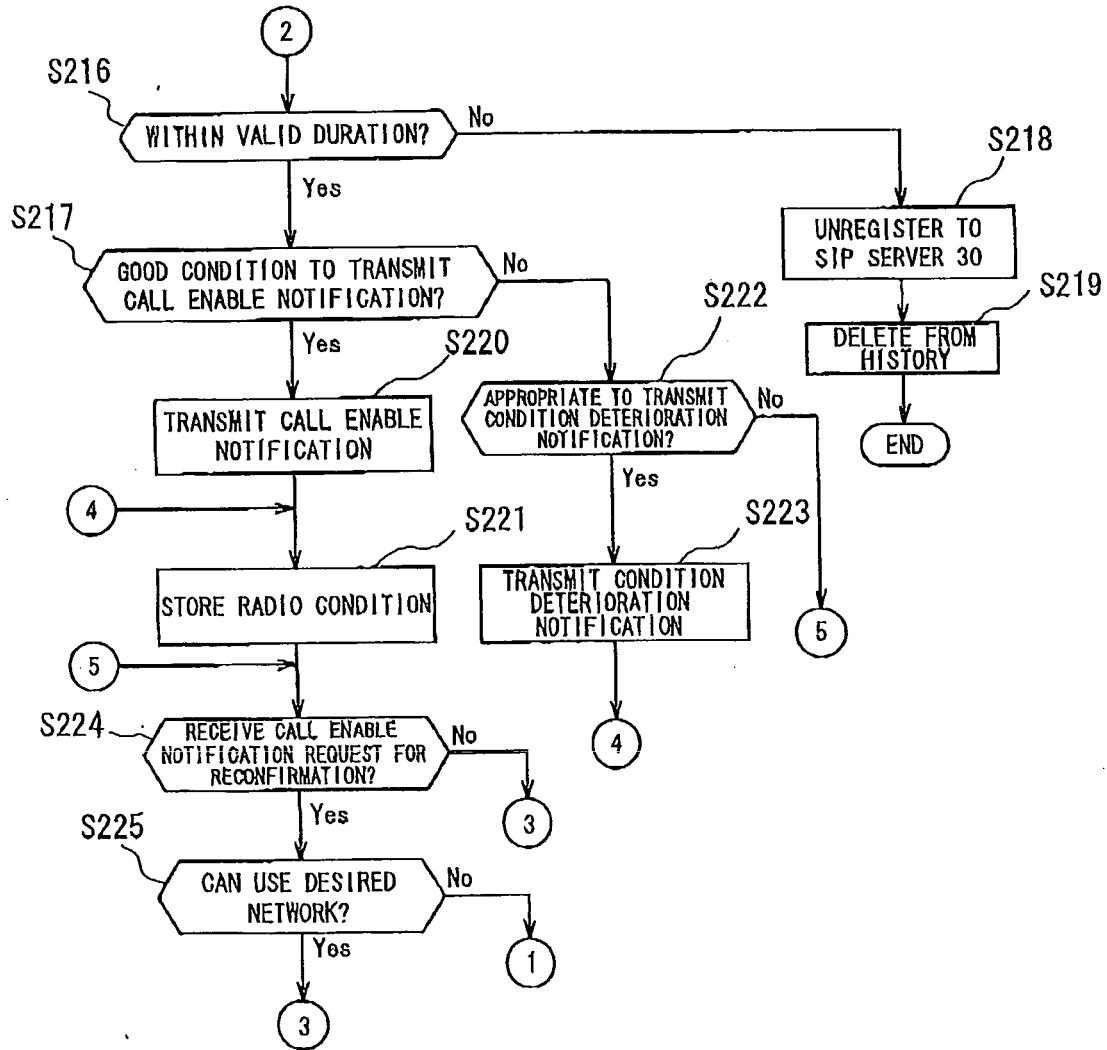 2
S216
WITHIN VALID DURATION?
No
Yes
S218
UNREGISTER TO
SIP SERVER 30
S217
GOOD CONDITION TO TRANSMIT
CALL ENABLE NOTIFICATION?
No
Yes
S219
DELETE FROM
HISTORY
END
S220
TRANSMIT CALL ENABLE
NOTIFICATION
S222
APPROPRIATE TO TRANSMIT
CONDITION DETERIORATION
NOTIFICATION?
No
Yes
4
S221
STORE RADIO CONDITION
S223
TRANSMIT CONDITION
DETERIORATION
NOTIFICATION
5
5
4
S224
RECEIVE CALL ENABLE
NOTIFICATION REQUEST FOR
RECONFIRMATION?
No
3
Yes
S225
CAN USE DESIRED
NETWORK?
No
1
Yes
3